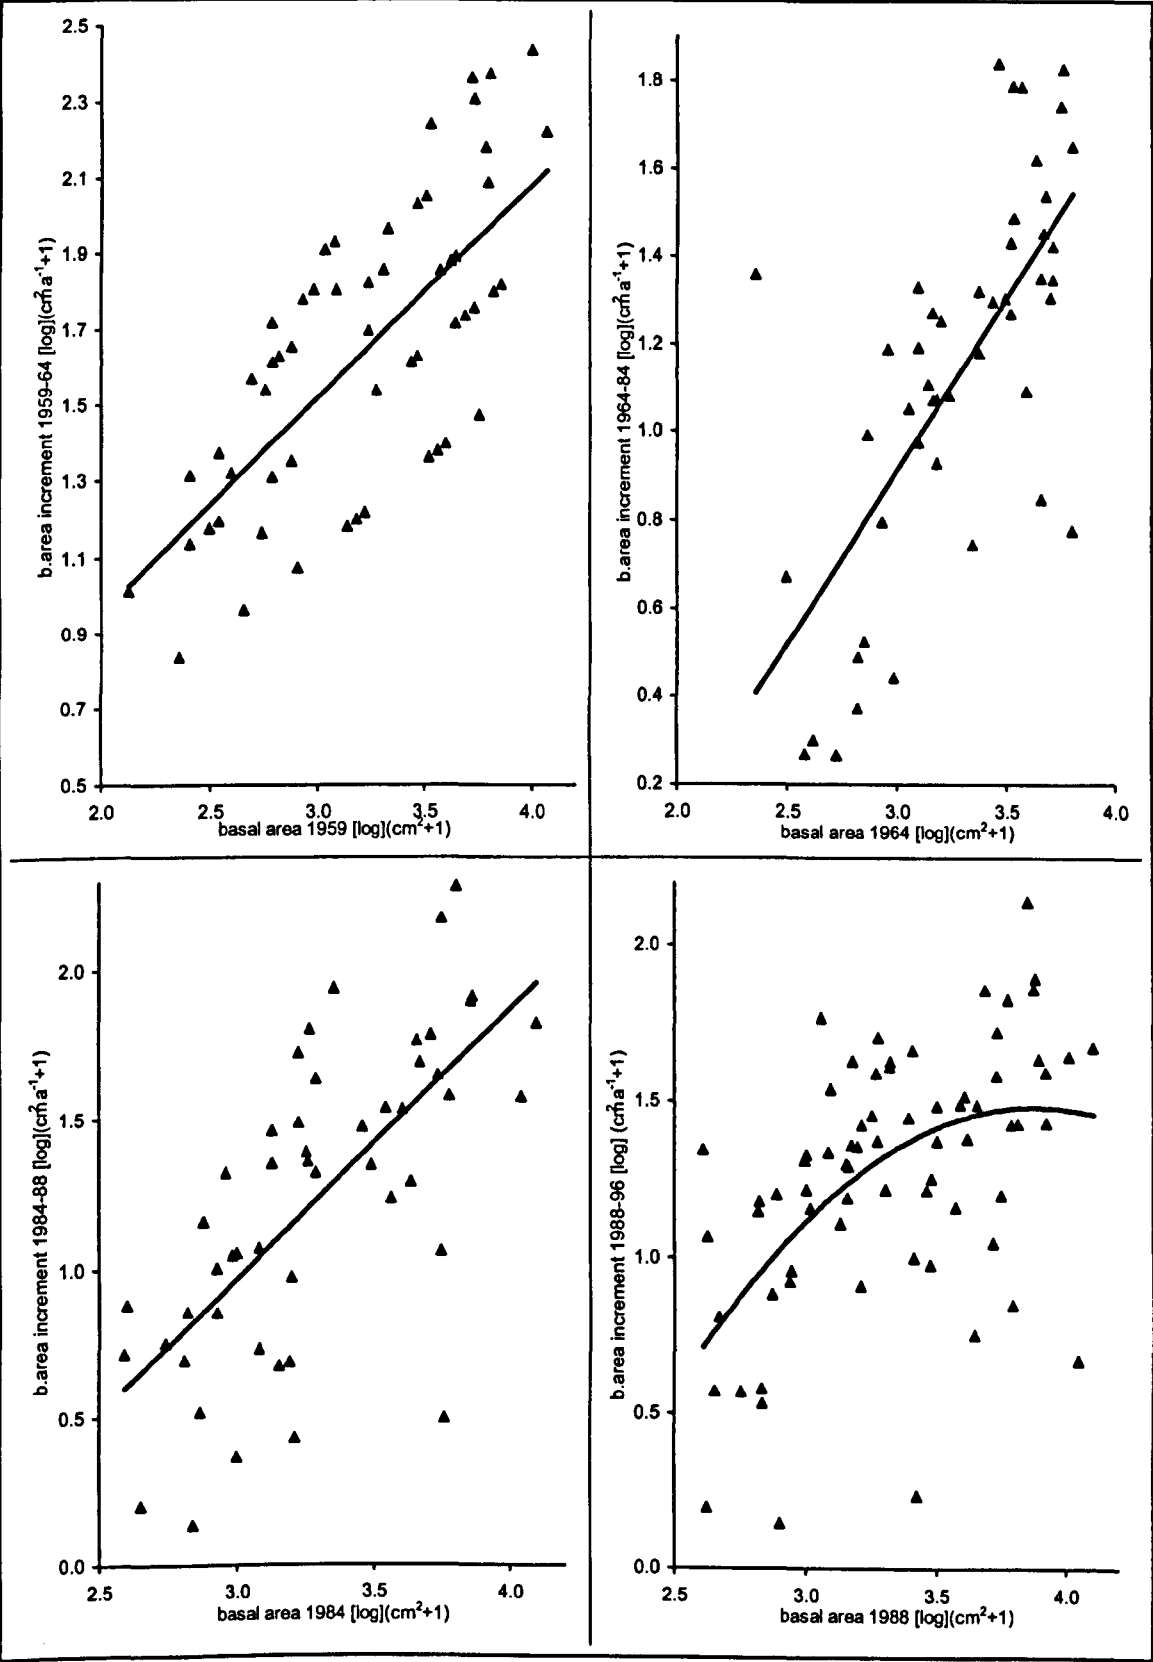 2.5
2.3
2.1
1.9
1.7
1.5
1.3
1.1
0.9
0.7
0.5
b.area increment 1959-64 [log](cm²a⁻¹+1)
2.0 2.5 3.0 3.5 4.0
basal area 1959 [log](cm²+1)
1.8
1.6
1.4
1.2
1.0
0.8
0.6
0.4
0.2
b.area increment 1964-84 [log](cm²a⁻¹+1)
2.0 2.5 3.0 3.5 4.0
basal area 1964 [log](cm²+1)
2.0
1.5
1.0
0.5
0.0
b.area increment 1984-88 [log](cm²a⁻¹+1)
2.5 3.0 3.5 4.0
basal area 1984 [log](cm²+1)
2.0
1.5
1.0
0.5
0.0
b.area increment 1988-96 [log] (cm²a⁻¹+1)
2.5 3.0 3.5 4.0
basal area 1988 [log](cm²+1)